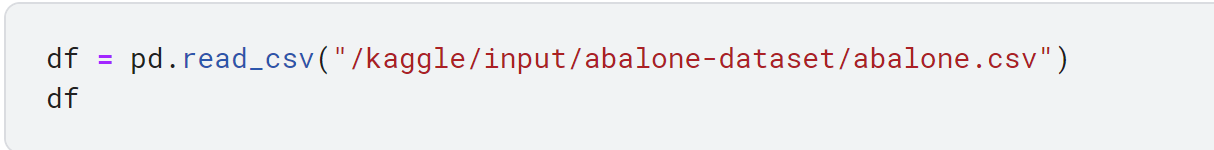 df = pd.read_csv("/kaggle/input/abalone-dataset/abalone.csv")
df